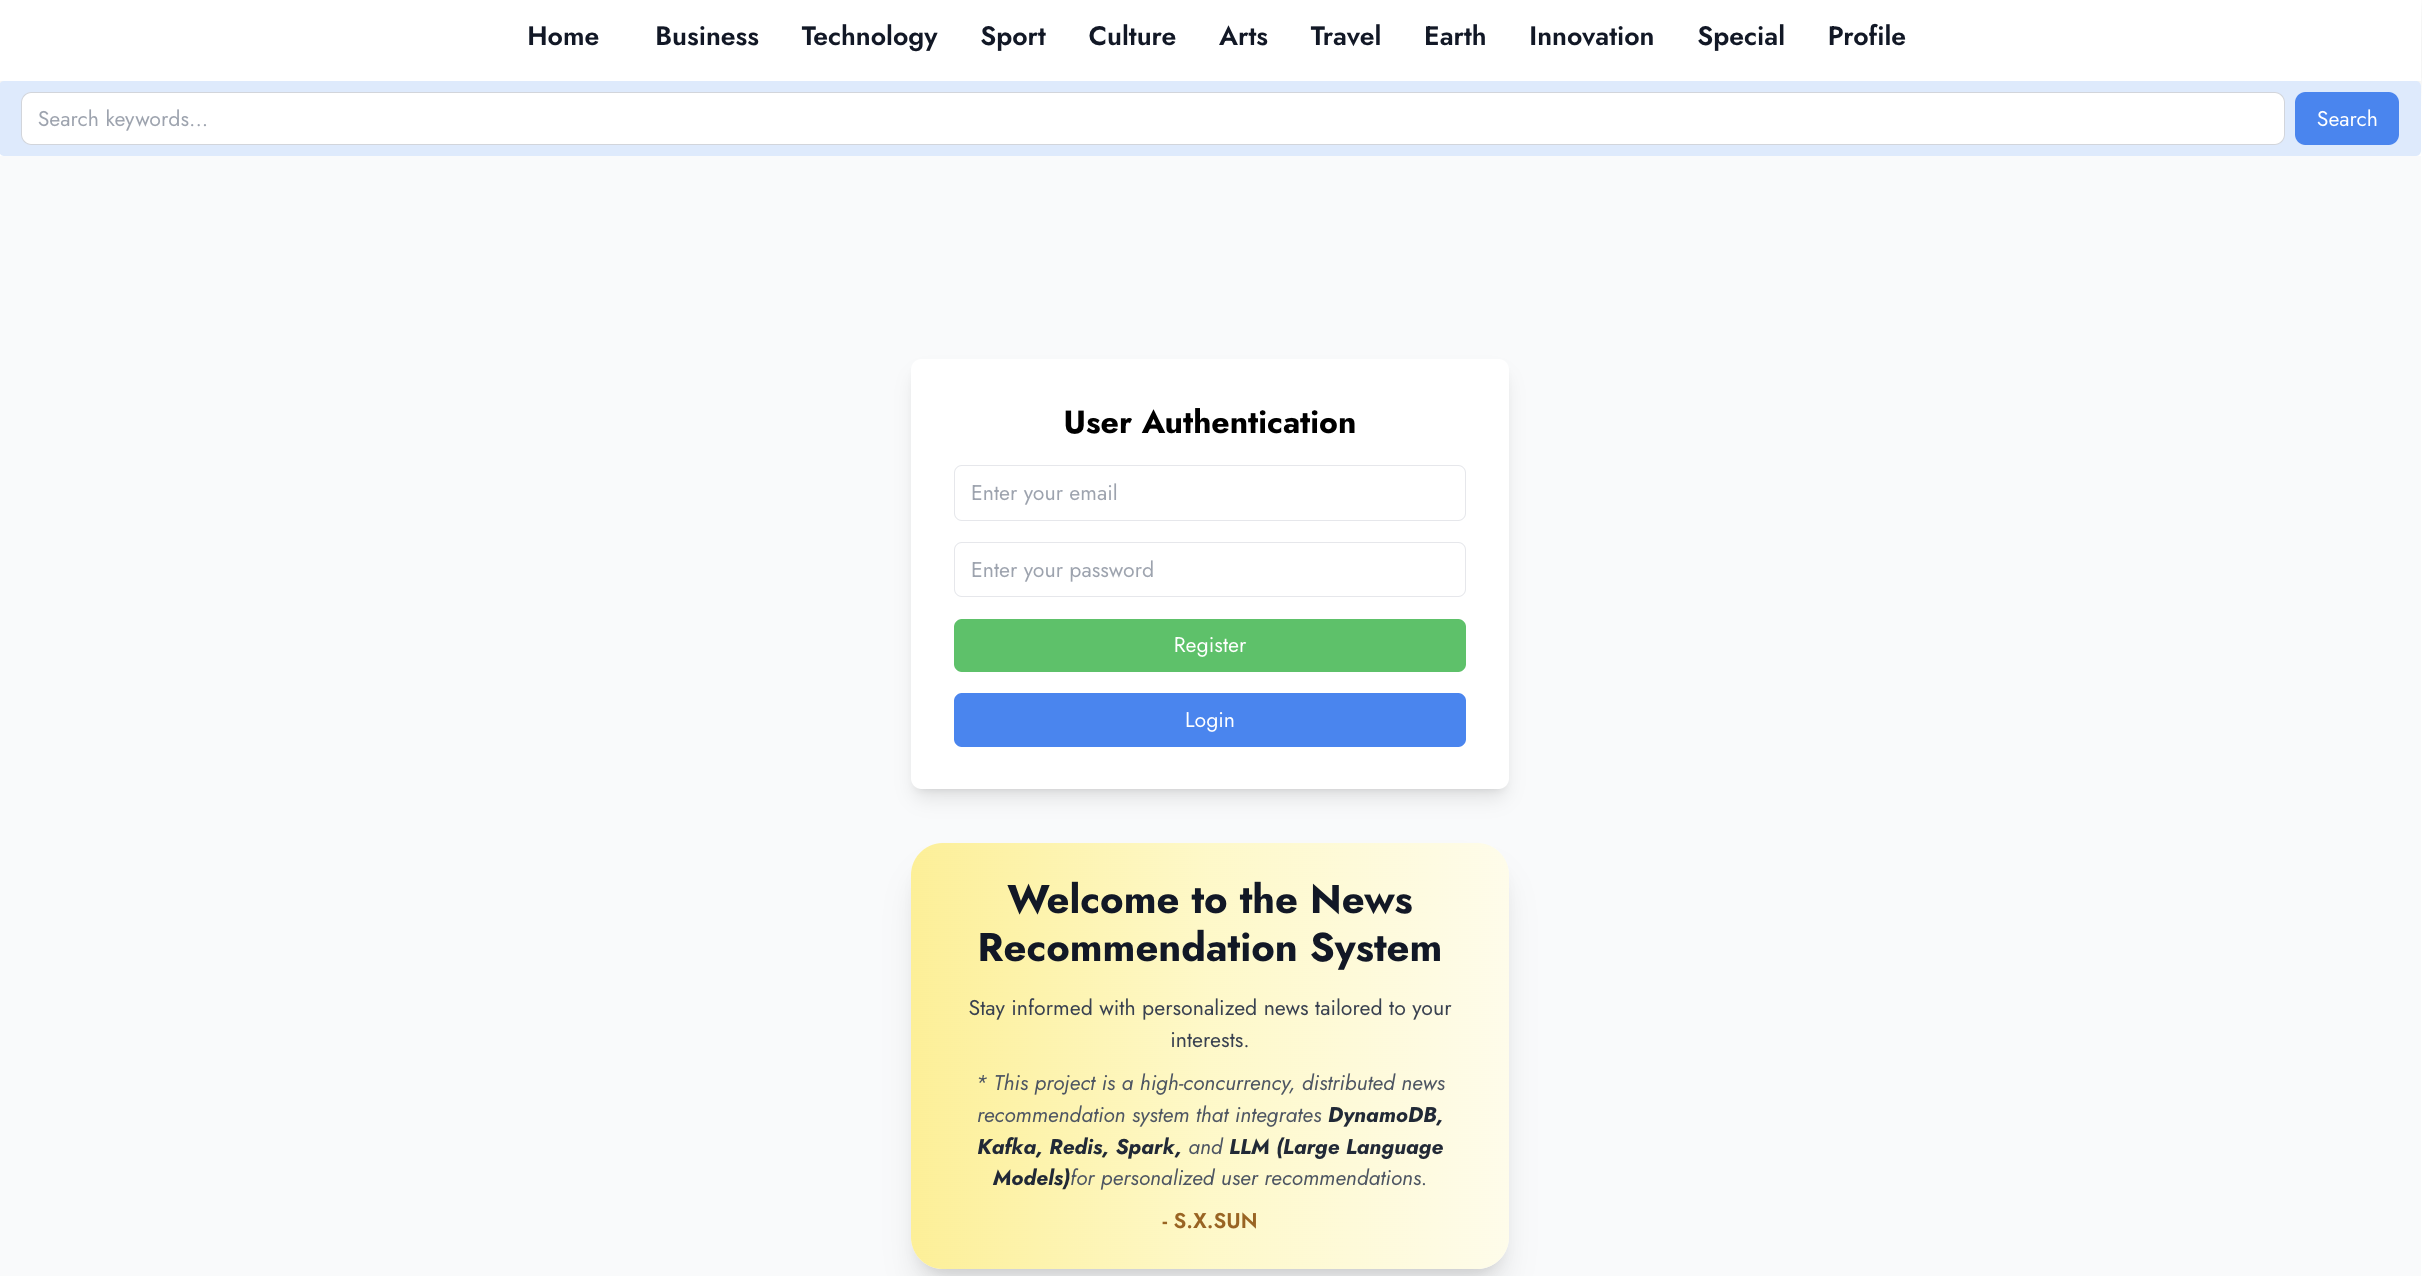 Home Business Technology Sport Culture Arts Travel Earth Innovation Special Profile
Search keywords...
Search
User Authentication
Enter your email
Enter your password
Register
Login
Welcome to the News
Recommendation System
Stay informed with personalized news tailored to your
interests.
* This project is a high-concurrency, distributed news
recommendation system that integrates DynamoDB,
Kafka, Redis, Spark, and LLM (Large Language
Models)for personalized user recommendations.
- S.X.SUN